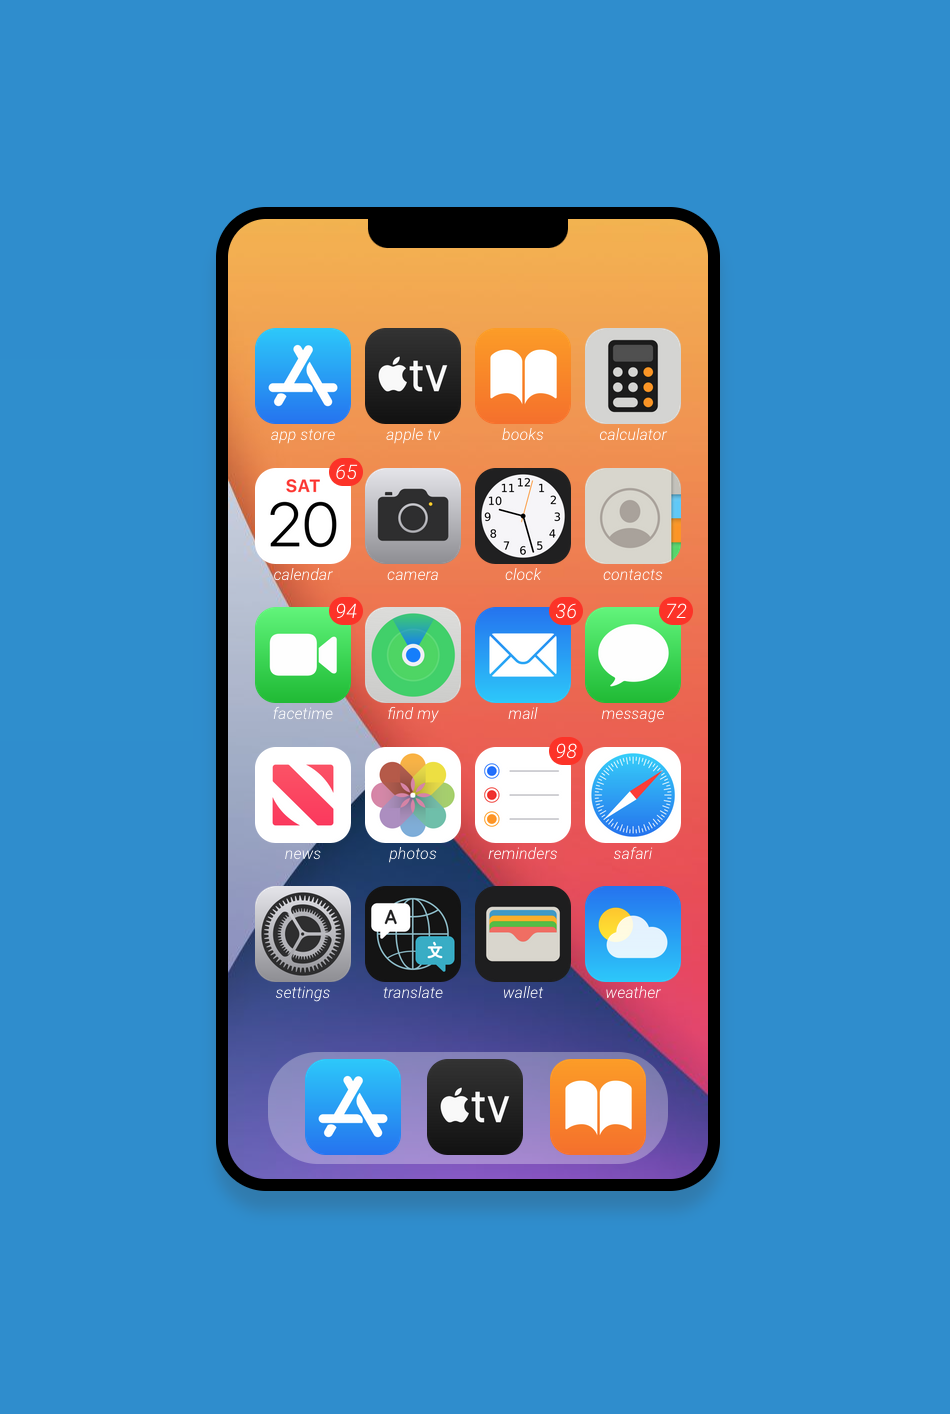 tv
app store
apple tv
books
calculator
65
SAT
20
12
11
1
10
2
9
3
8
4
7
5
6
calendar
camera
clock
contacts
94
36
72
facetime
find my
mail
message
98
news
photos
reminders
safari
A
文
settings
translate
wallet
weather
tv